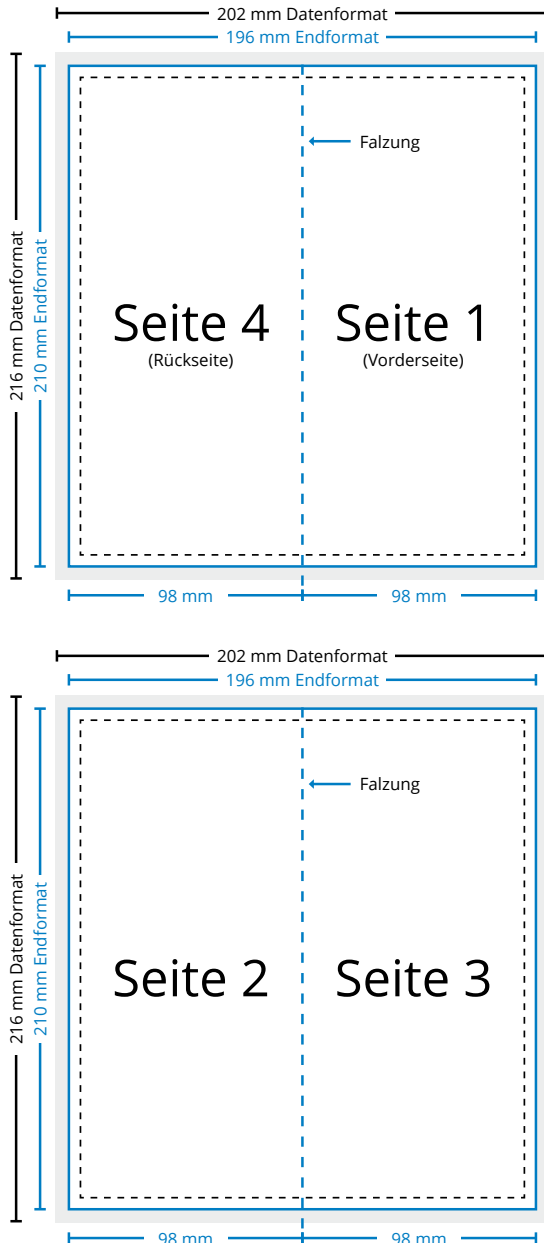 202 mm Datenformat
196 mm Endformat
216 mm Datenformat
210 mm Endformat
Falzung
Seite 4
(Rückseite)
Seite 1
(Vorderseite)
98 mm
98 mm
202 mm Datenformat
196 mm Endformat
216 mm Datenformat
210 mm Endformat
Falzung
Seite 2
Seite 3
98 mm
98 mm